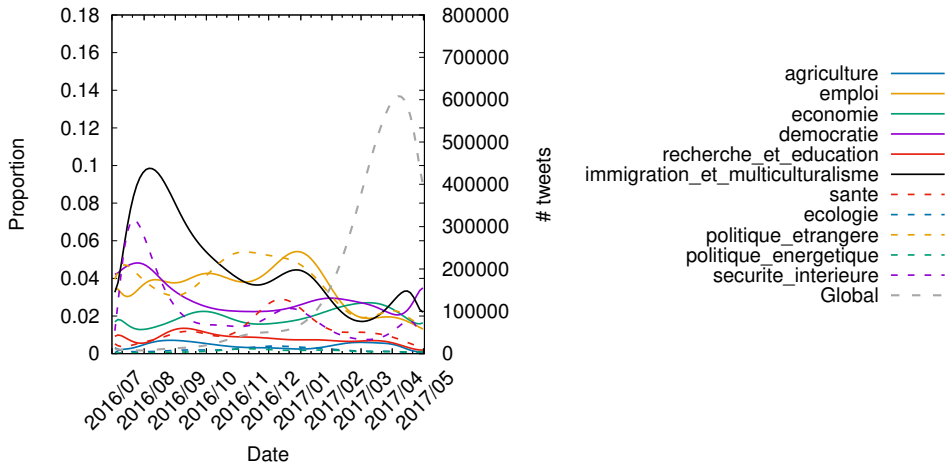 0.18
0.16
0.14
0.12
0.1
0.08
0.06
0.04
0.02
0
Proportion
800000
700000
600000
500000
400000
300000
200000
100000
0
# tweets
2016/07
2016/08
2016/09
2016/10
2016/11
2016/12
2017/01
2017/02
2017/03
2017/04
2017/05
Date
agriculture
emploi
economie
democratie
recherche_et_education
immigration_et_multiculturalisme
sante
ecologie
politique_etrangere
politique_energetique
securite_interieure
Global